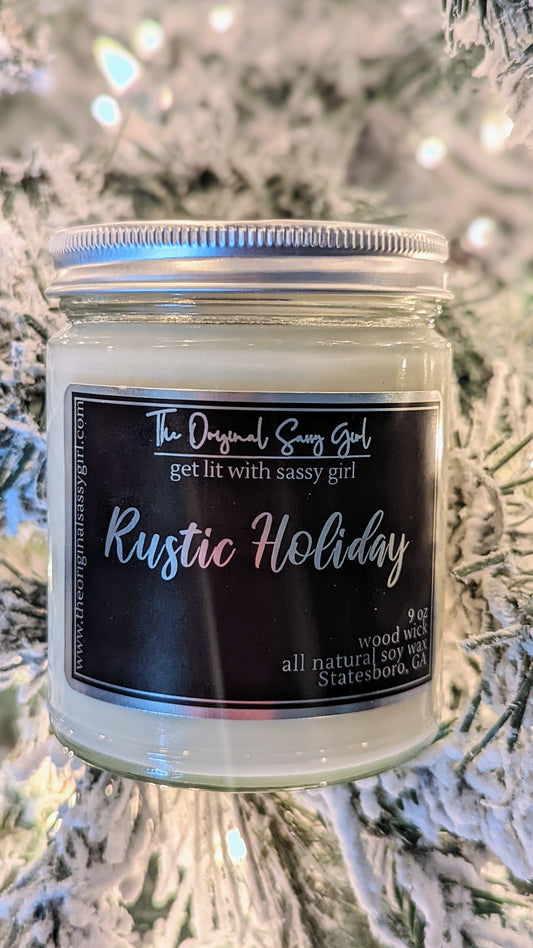 The Original Sassy Girl
get lit with sassy girl
Rustic Holiday
9 oz
wood wick
all natural soy wax
Statesboro, GA
www.theoriginalsassygirl.com